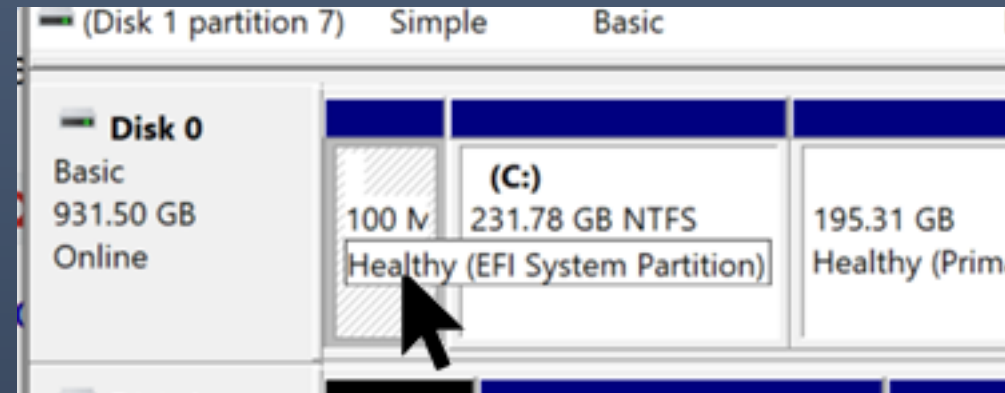 (Disk 1 partition 7) Simple Basic
Disk 0
Basic
931.50 GB
Online
100 M
(C:)
231.78 GB NTFS
Healthy (EFI System Partition)
195.31 GB
Healthy (Prim